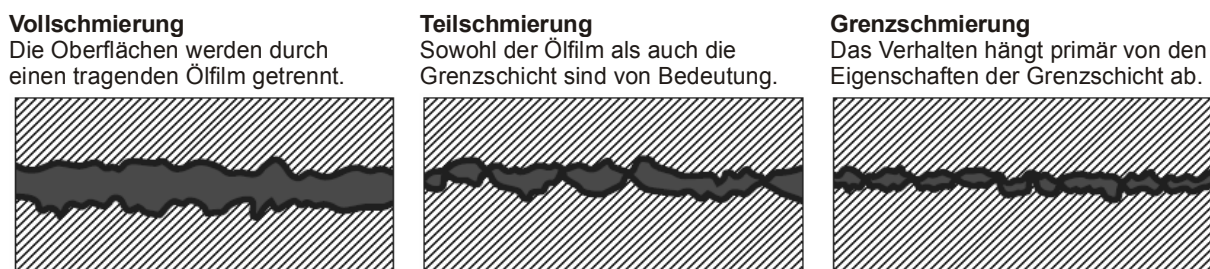 Vollschmierung
Die Oberflächen werden durch
einen tragenden Ölfilm getrennt.
Teilschmierung
Sowohl der Ölfilm als auch die
Grenzschicht sind von Bedeutung.
Grenzschmierung
Das Verhalten hängt primär von den
Eigenschaften der Grenzschicht ab.